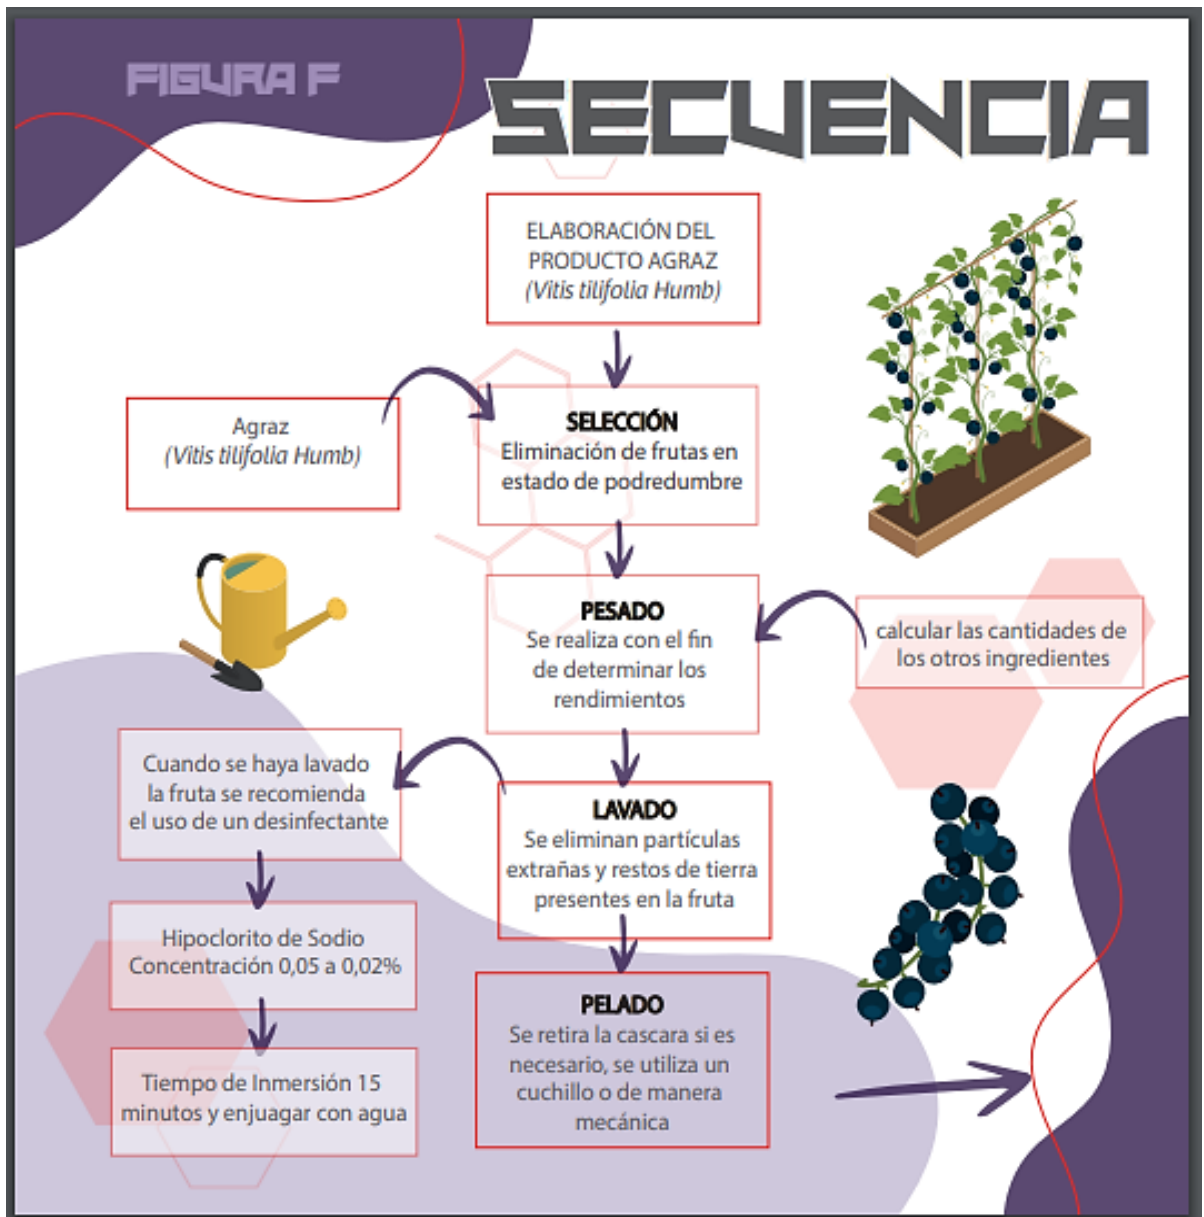 FIGURA F
SECUENCIA
ELABORACIÓN DEL
PRODUCTO AGRAZ
(Vitis tilifolia Humb)
Agraz
(Vitis tilifolia Humb)
SELECCIÓN
Eliminación de frutas en
estado de podredumbre
PESADO
Se realiza con el fin
de determinar los
rendimientos
calcular las cantidades de
los otros ingredientes
LAVADO
Se eliminan partículas
extrañas y restos de tierra
presentes en la fruta
Cuando se haya lavado
la fruta se recomienda
el uso de un desinfectante
Hipoclorito de Sodio
Concentración 0,05 a 0,02%
Tiempo de Inmersión 15
minutos y enjuagar con agua
PELADO
Se retira la cascara si es
necesario, se utiliza un
cuchillo o de manera
mecánica